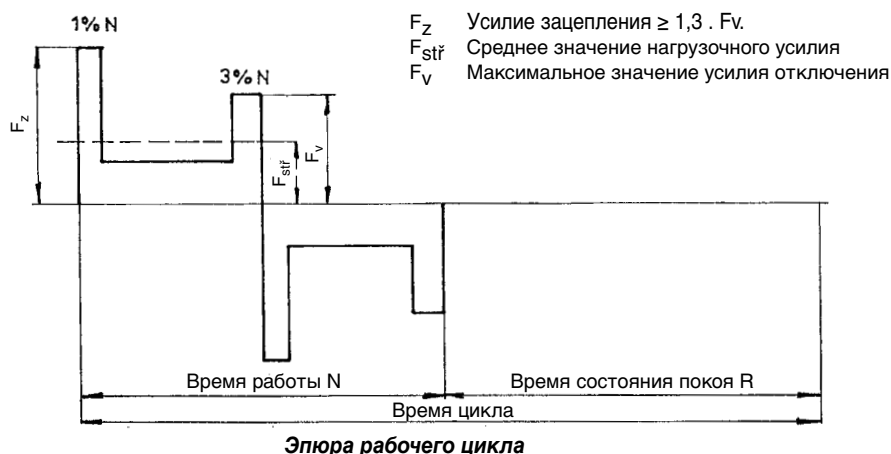 1% N
F_z Усилие зацепления ≥ 1,3 . Fv.
F_stř Среднее значение нагрузочного усилия
F_v Максимальное значение усилия отключения
3% N
F_z
F_stř
F_v
Время работы N
Время состояния покоя R
Время цикла
Эпюра рабочего цикла